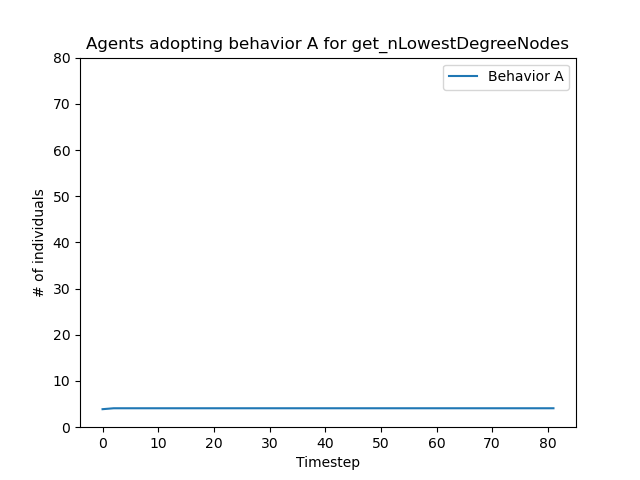 Agents adopting behavior A for get_nLowestDegreeNodes
Behavior A
80
70
60
50
40
30
20
10
0
# of individuals
0 10 20 30 40 50 60 70 80
Timestep